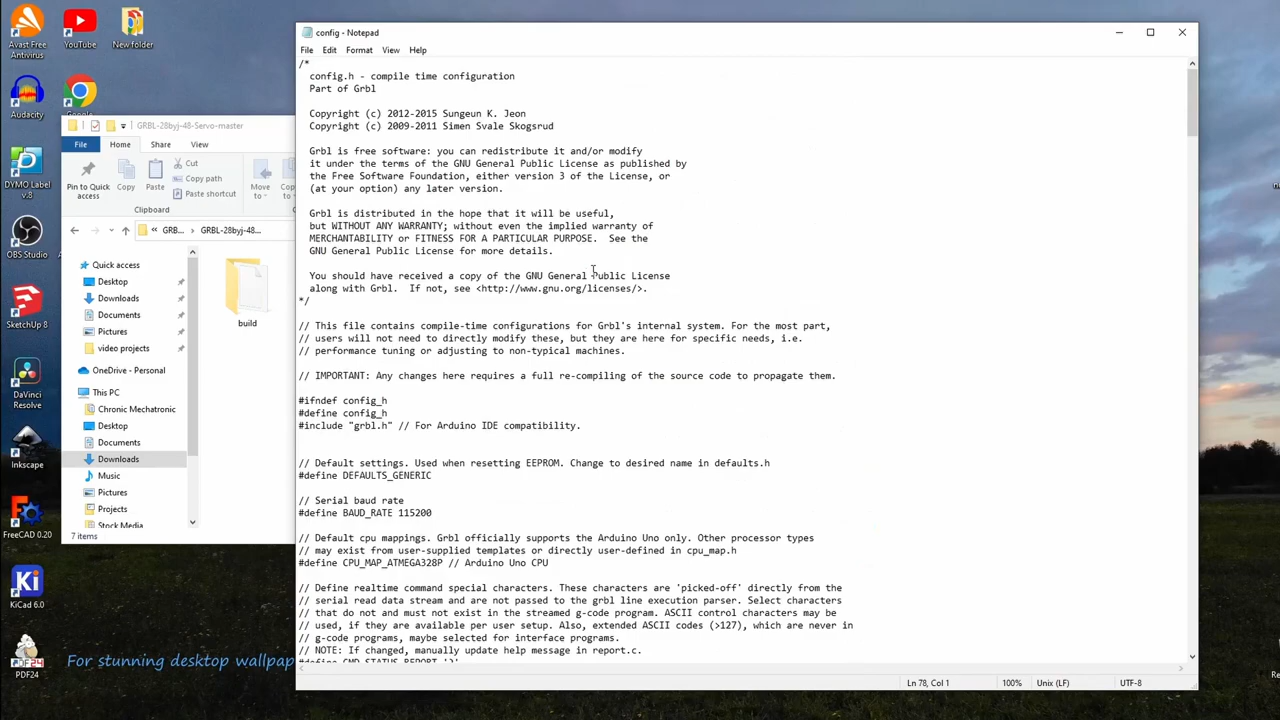 Avast Free
Antivirus
YouTube
New folder
Audacity
Google
DYMO Label
v.8
OBS Studio
SketchUp 8
DaVinci
Resolve
Inkscape
FreeCAD 0.20
KiCad 6.0
PDF24
For stunning desktop wallpap
GRBL-28byj-48-Servo-master
File Home Share View
Pin to Quick
access
Copy
Paste
Cut
Copy path
Paste shortcut
Move
to
Clipboard
« GRB... › GRBL-28byj-48...
Quick access
Desktop
Downloads
Documents
Pictures
video projects
OneDrive - Personal
This PC
Chronic Mechatronic
Desktop
Documents
Downloads
Music
Pictures
Projects
Stock Media
build
7 items
config - Notepad
File Edit Format View Help
/*
config.h - compile time configuration
Part of Grbl
Copyright (c) 2012-2015 Sungeun K. Jeon
Copyright (c) 2009-2011 Simen Svale Skogsrud
Grbl is free software: you can redistribute it and/or modify
it under the terms of the GNU General Public License as published by
the Free Software Foundation, either version 3 of the License, or
(at your option) any later version.
Grbl is distributed in the hope that it will be useful,
but WITHOUT ANY WARRANTY; without even the implied warranty of
MERCHANTABILITY or FITNESS FOR A PARTICULAR PURPOSE.  See the
GNU General Public License for more details.
You should have received a copy of the GNU General Public License
along with Grbl.  If not, see <http://www.gnu.org/licenses/>.
*/
// This file contains compile-time configurations for Grbl's internal system. For the most part,
// users will not need to directly modify these, but they are here for specific needs, i.e.
// performance tuning or adjusting to non-typical machines.
// IMPORTANT: Any changes here requires a full re-compiling of the source code to propagate them.
#ifndef config_h
#define config_h
#include "grbl.h" // For Arduino IDE compatibility.
// Default settings. Used when resetting EEPROM. Change to desired name in defaults.h
#define DEFAULTS_GENERIC
// Serial baud rate
#define BAUD_RATE 115200
// Default cpu mappings. Grbl officially supports the Arduino Uno only. Other processor types
// may exist from user-supplied templates or directly user-defined in cpu_map.h
#define CPU_MAP_ATMEGA328P // Arduino Uno CPU
// Define realtime command special characters. These characters are 'picked-off' directly from the
// serial read data stream and are not passed to the grbl line execution parser. Select characters
// that do not and must not exist in the streamed g-code program. ASCII control characters may be
// used, if they are available per user setup. Also, extended ASCII codes (>127), which are never in
// g-code programs, maybe selected for interface programs.
// NOTE: If changed, manually update help message in report.c.
#define CMD_STATUS_REPORT '?'
Ln 78, Col 1
100%
Unix (LF)
UTF-8